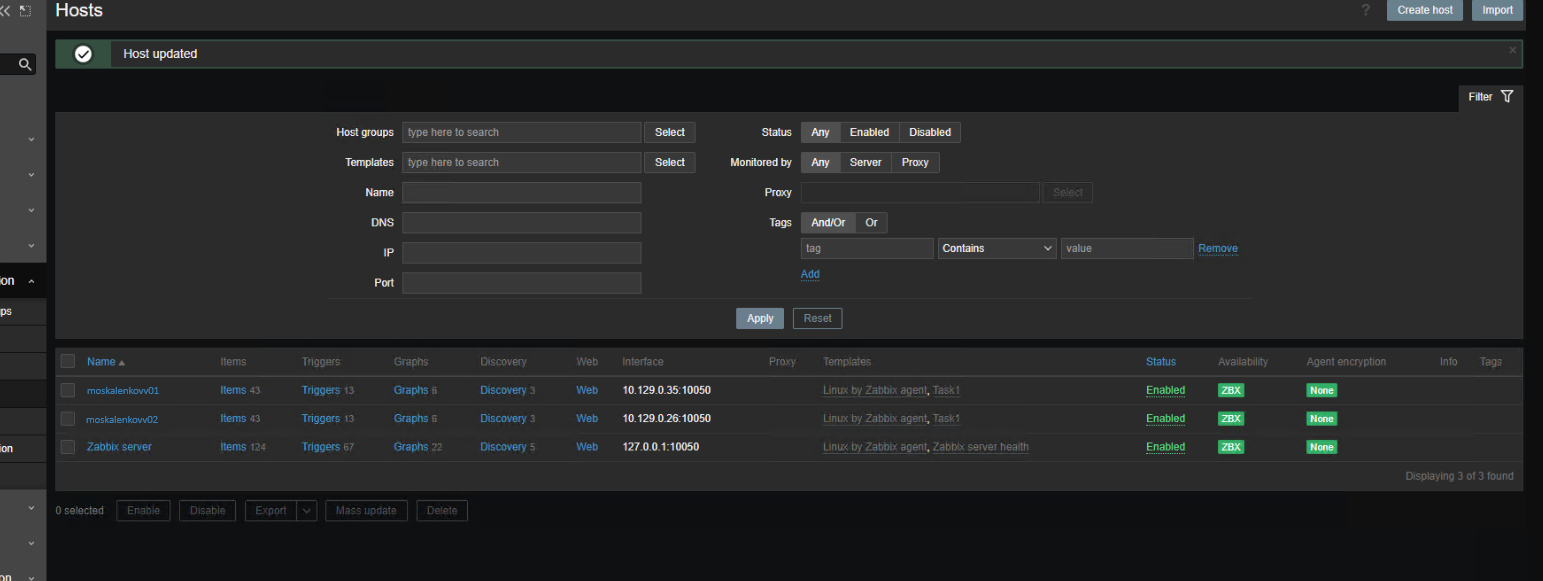 Hosts ? Create host Import
Host updated ×
Filter
Host groups type here to search Select Status Any Enabled Disabled
Templates type here to search Select Monitored by Any Server Proxy
Name Proxy Select
DNS Tags And/Or Or
IP tag Contains value Remove
Add
Port
ion
ps
Apply Reset
Name Items Triggers Graphs Discovery Web Interface Proxy Templates Status Availability Agent encryption Info Tags
moskalenkovv01 Items 43 Triggers 13 Graphs 6 Discovery 3 Web 10.129.0.35:10050 Linux by Zabbix agent, Task1 Enabled ZBX None
moskalenkovv02 Items 43 Triggers 13 Graphs 6 Discovery 3 Web 10.129.0.26:10050 Linux by Zabbix agent, Task1 Enabled ZBX None
ion Zabbix server Items 124 Triggers 67 Graphs 22 Discovery 5 Web 127.0.0.1:10050 Linux by Zabbix agent, Zabbix server health Enabled ZBX None
Displaying 3 of 3 found
0 selected Enable Disable Export Mass update Delete
on